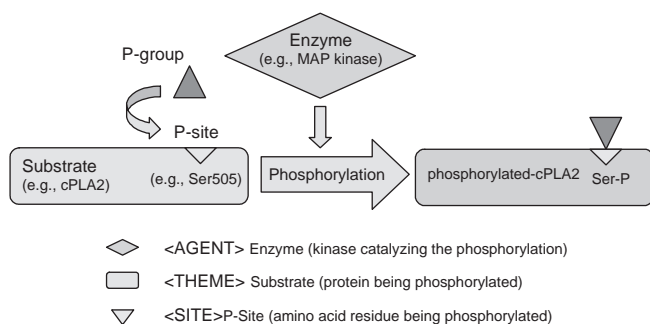 Enzyme
(e.g., MAP kinase)
P-group
P-site
Substrate
(e.g., cPLA2)
(e.g., Ser505)
Phosphorylation
phosphorylated-cPLA2
Ser-P
<AGENT> Enzyme (kinase catalyzing the phosphorylation)
<THEME> Substrate (protein being phosphorylated)
<SITE>P-Site (amino acid residue being phosphorylated)